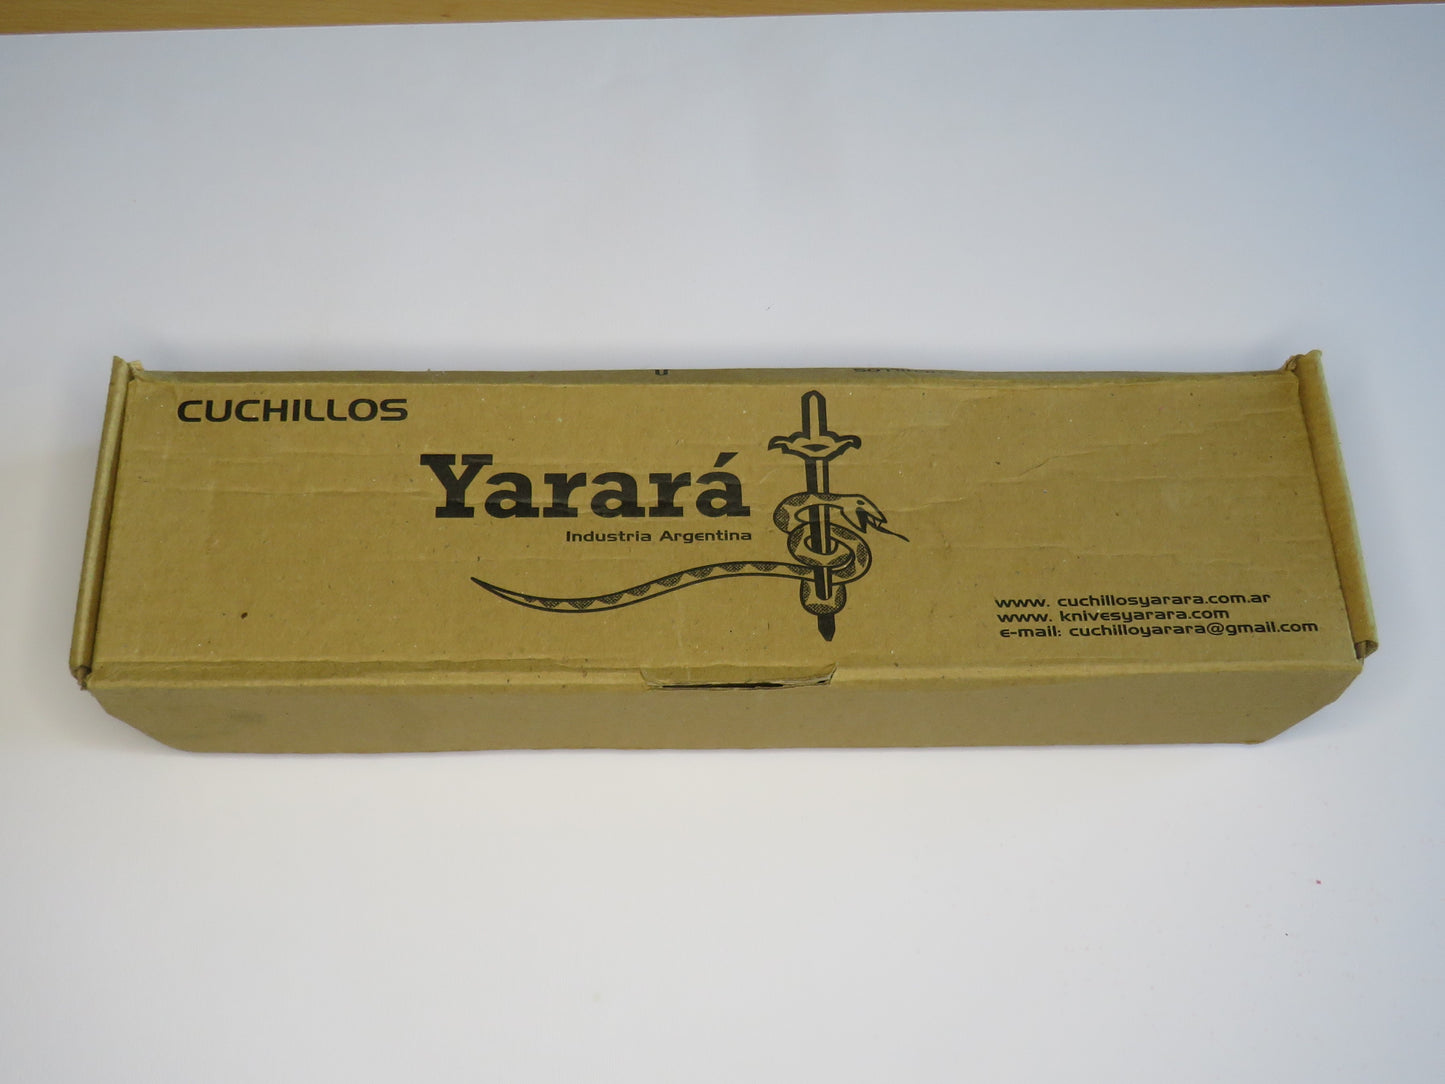 CUCHILLOS
Yarará
Industria Argentina
www. cuchillosyarara.com.ar
www. knivesyarara.com
e-mail: cuchilloyarara@gmail.com